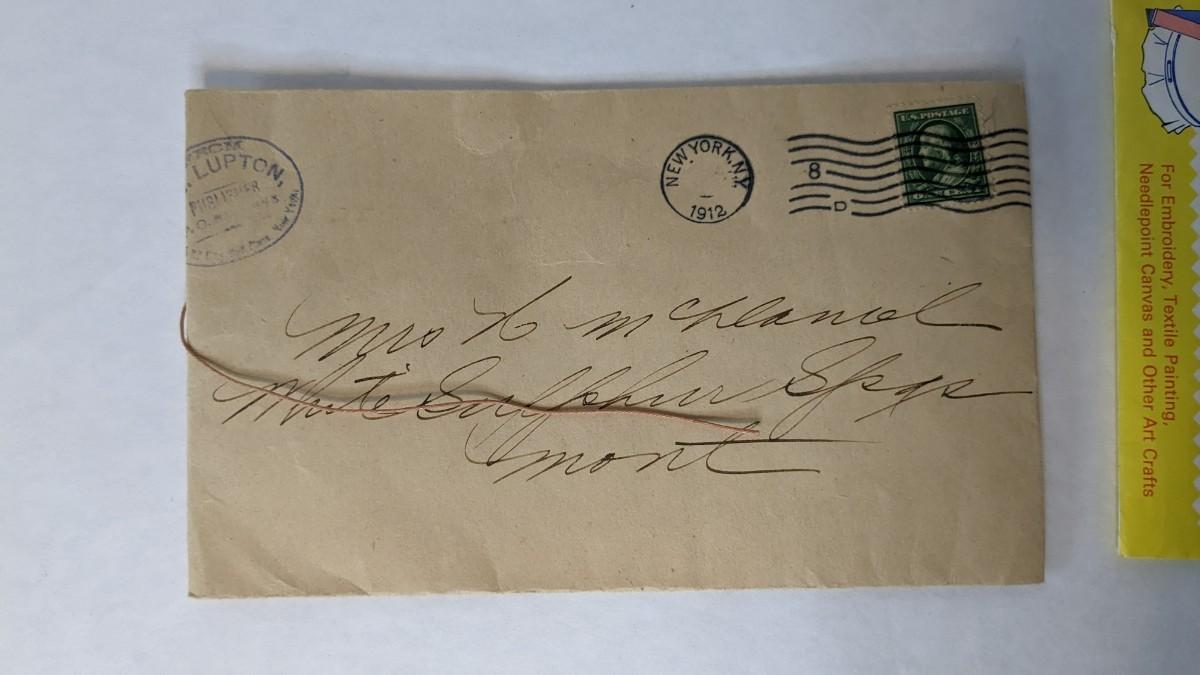 FROM
LUPTON,
PUBLISHER
NEW YORK, N.Y.
1912
8
D
U.S. POSTAGE
Mrs
White Sulphur Spgs
Mont
For Embroidery, Textile Painting,
Needlepoint Canvas and Other Art Crafts